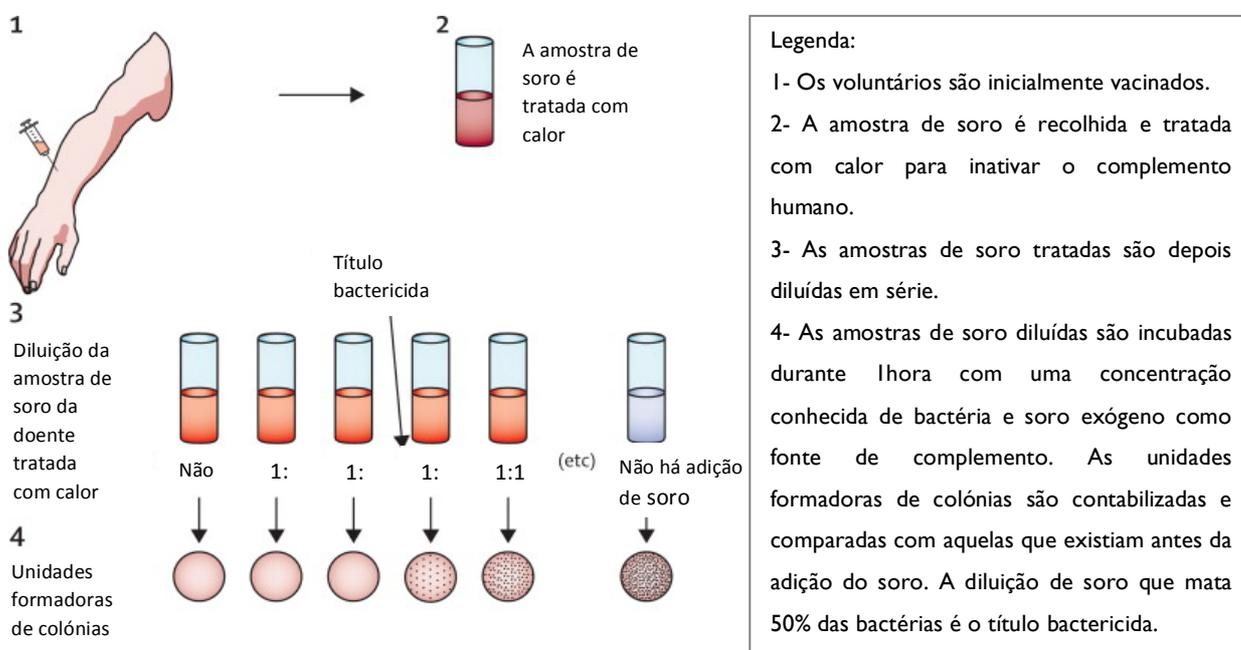 1
2
A amostra de
soro é
tratada com
calor
Título
bactericida
3
Diluição da
amostra de
soro da
doente
tratada
com calor
Não
1:
1:
1:
1:1
(etc)
Não há adição
de soro
4
Unidades
formadoras
de colónias
Legenda:
1- Os voluntários são inicialmente vacinados.
2- A amostra de soro é recolhida e tratada
com calor para inativar o complemento
humano.
3- As amostras de soro tratadas são depois
diluídas em série.
4- As amostras de soro diluídas são incubadas
durante 1hora com uma concentração
conhecida de bactéria e soro exógeno como
fonte de complemento. As unidades
formadoras de colónias são contabilizadas e
comparadas com aquelas que existiam antes da
adição do soro. A diluição de soro que mata
50% das bactérias é o título bactericida.